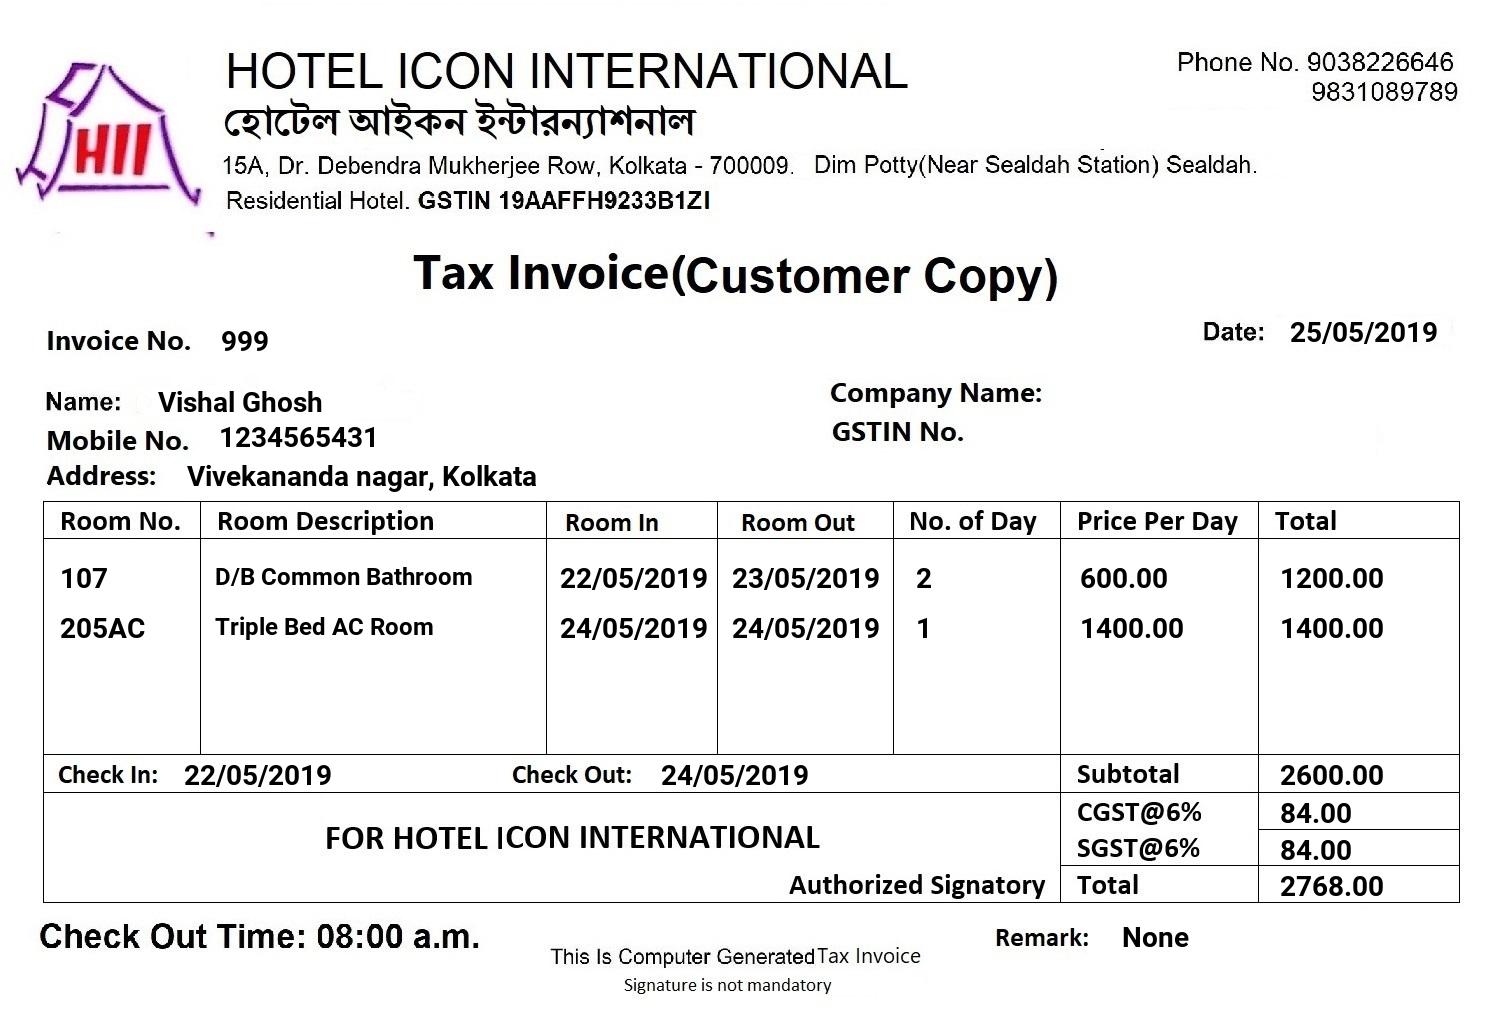 HII
HOTEL ICON INTERNATIONAL
হোটেল আইকন ইন্টারন্যাশনাল
15A, Dr. Debendra Mukherjee Row, Kolkata - 700009. Dim Potty(Near Sealdah Station) Sealdah.
Residential Hotel. GSTIN 19AAFFH9233B1ZI
Phone No. 9038226646
9831089789
Tax Invoice(Customer Copy)
Invoice No. 999
Date: 25/05/2019
Name: Vishal Ghosh
Mobile No. 1234565431
Address: Vivekananda nagar, Kolkata
Company Name:
GSTIN No.
Room No. Room Description Room In Room Out No. of Day Price Per Day Total
107 D/B Common Bathroom 22/05/2019 23/05/2019 2 600.00 1200.00
205AC Triple Bed AC Room 24/05/2019 24/05/2019 1 1400.00 1400.00
Check In: 22/05/2019 Check Out: 24/05/2019 Subtotal 2600.00
CGST@6% 84.00
FOR HOTEL ICON INTERNATIONAL
SGST@6% 84.00
Authorized Signatory Total 2768.00
Check Out Time: 08:00 a.m.
Remark: None
This Is Computer Generated Tax Invoice
Signature is not mandatory